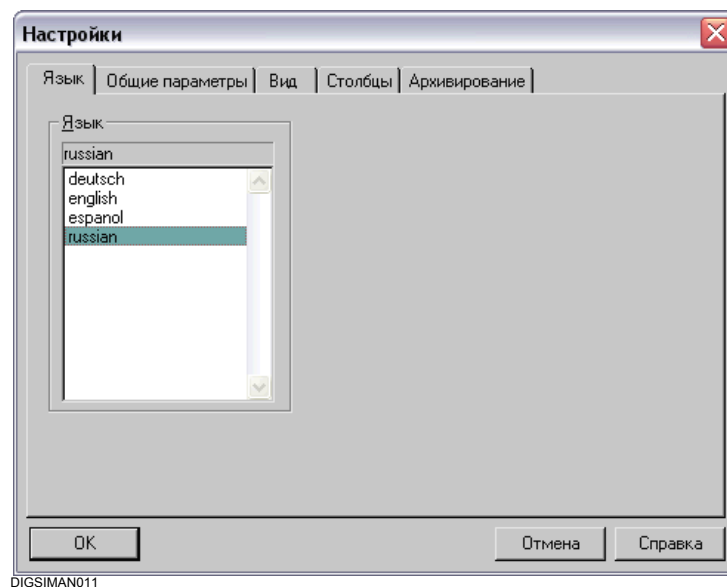 Настройки
Язык Общие параметры Вид Столбцы Архивирование
Язык
russian
deutsch
english
espanol
russian
OK Отмена Справка
DIGSIMAN011